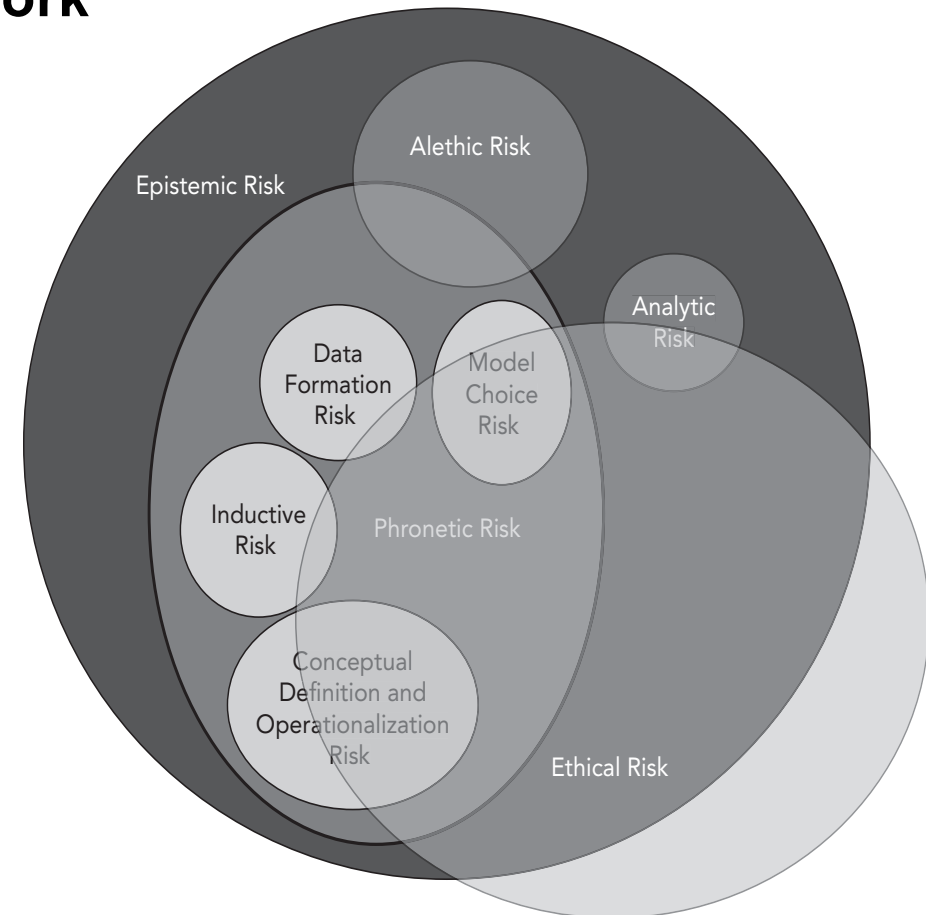 ork
Alethic Risk
Epistemic Risk
Analytic
Risk
Data
Formation
Risk
Model
Choice
Risk
Inductive
Risk
Phronetic Risk
Conceptual
Definition and
Operationalization
Risk
Ethical Risk